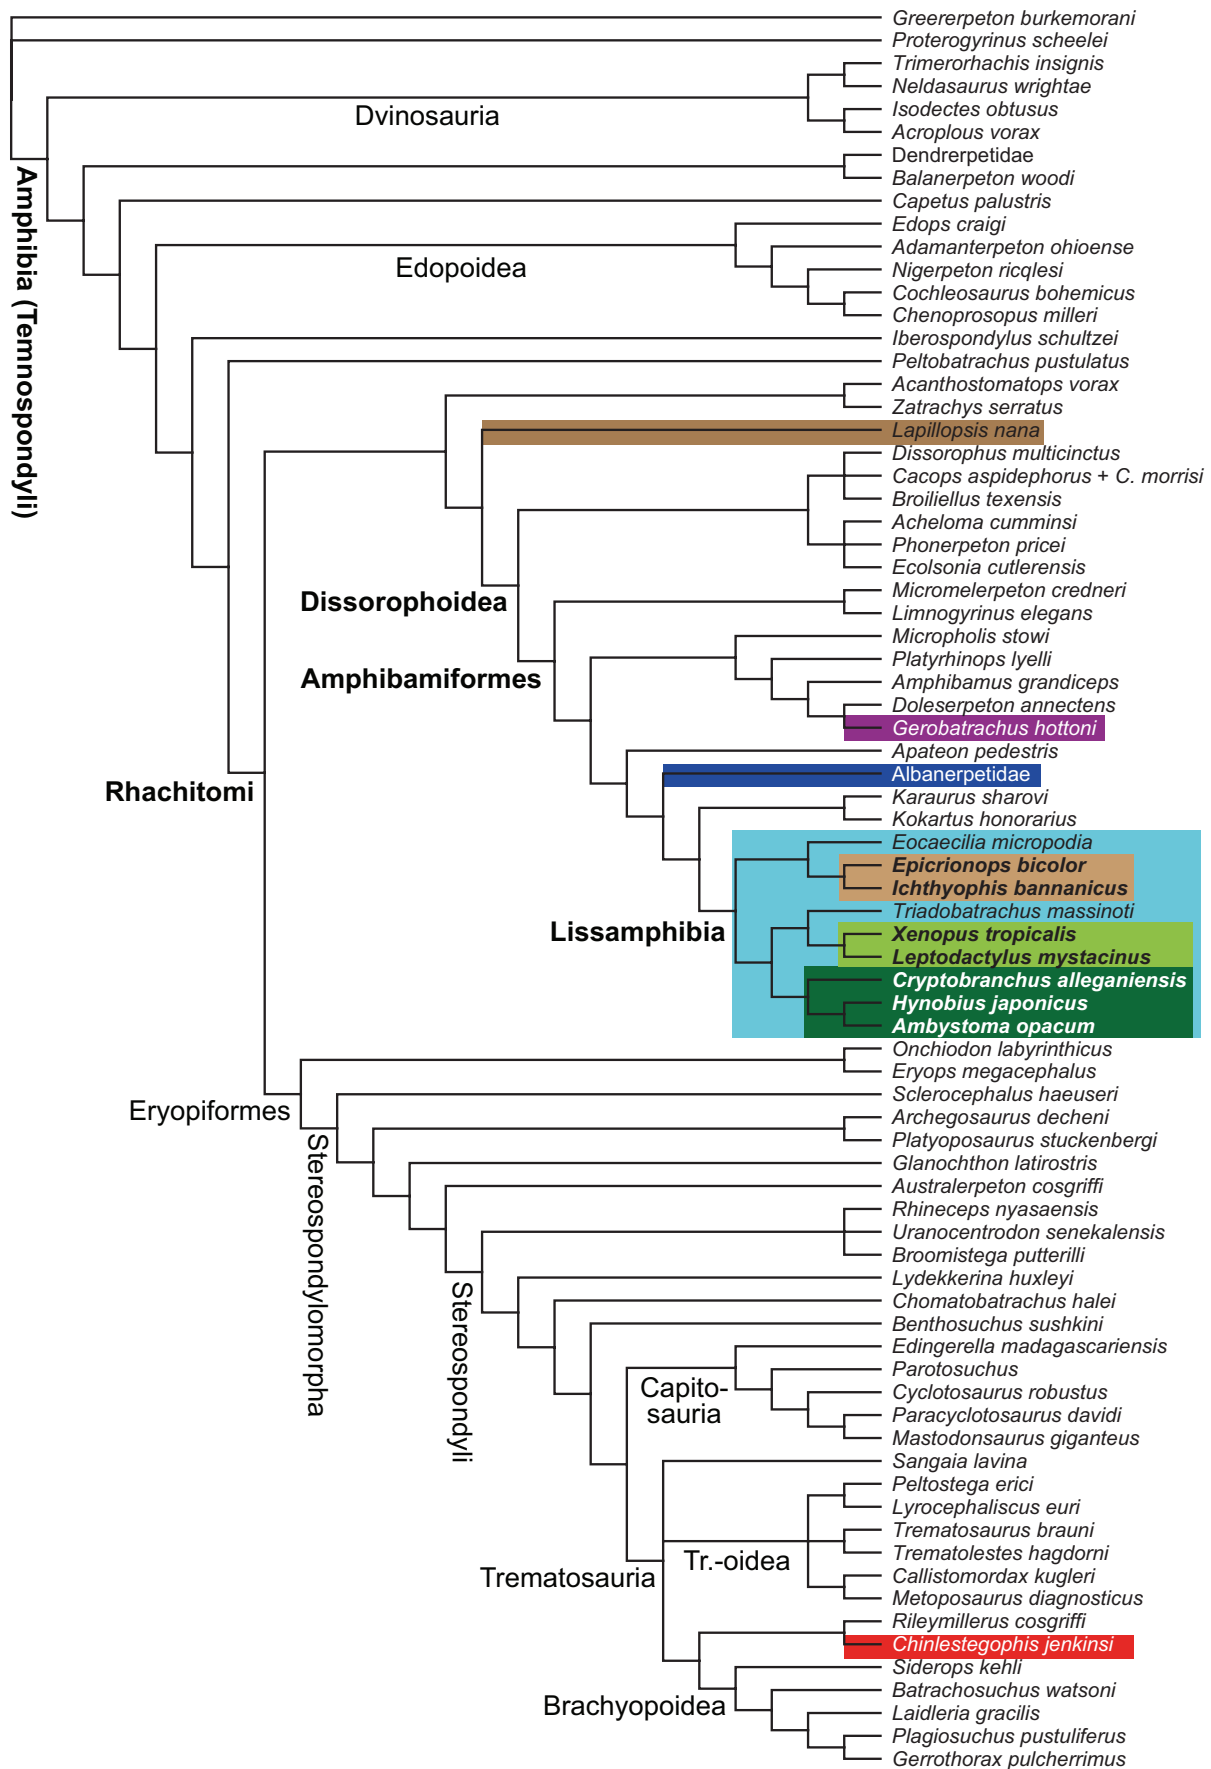 Greererpeton burkemorani
Proterogyrinus scheelei
Trimerorhachis insignis
Neldasaurus wrightae
Dvinosauria
Isodectes obtusus
Acroplous vorax
Dendrerpetidae
Balanerpeton woodi
Amphibia (Temnospondyli)
Capetus palustris
Edops craigi
Adamanterpeton ohioense
Edopoidea
Nigerpeton ricqlesi
Cochleosaurus bohemicus
Chenoprosopus milleri
Iberospondylus schultzei
Peltobatrachus pustulatus
Acanthostomatops vorax
Zatrachys serratus
Lapillopsis nana
Dissorophus multicinctus
Cacops aspidephorus + C. morrisi
Broiliellus texensis
Acheloma cumminsi
Phonerpeton pricei
Ecolsonia cutlerensis
Dissorophoidea
Micromelerpeton credneri
Limnogyrinus elegans
Micropholis stowi
Platyrhinops lyelli
Amphibamiformes
Amphibamus grandiceps
Doleserpeton annectens
Gerobatrachus hottoni
Apateon pedestris
Albanerpetidae
Rhachitomi
Karaurus sharovi
Kokartus honorarius
Eocaecilia micropodia
Epicrionops bicolor
Ichthyophis bannanicus
Triadobatrachus massinoti
Lissamphibia
Xenopus tropicalis
Leptodactylus mystacinus
Cryptobranchus alleganiensis
Hynobius japonicus
Ambystoma opacum
Onchiodon labyrinthicus
Eryops megacephalus
Eryopiformes
Sclerocephalus haeuseri
Archegosaurus decheni
Platyoposaurus stuckenbergi
Stereospondylomorpha
Glanochthon latirostris
Australerpeton cosgriffi
Rhineceps nyasaensis
Uranocentrodon senekalensis
Broomistega putterilli
Stereospondyli
Lydekkerina huxleyi
Chomatobatrachus halei
Benthosuchus sushkini
Edingerella madagascariensis
Parotosuchus
Capito-
sauria
Cyclotosaurus robustus
Paracyclotosaurus davidi
Mastodonsaurus giganteus
Sangaia lavina
Peltostega erici
Lyrocephaliscus euri
Trematosaurus brauni
Tr.-oidea
Trematolestes hagdorni
Trematosauria
Callistomordax kugleri
Metoposaurus diagnosticus
Rileymillerus cosgriffi
Chinlestegophis jenkinsi
Siderops kehli
Brachyopoidea
Batrachosuchus watsoni
Laidleria gracilis
Plagiosuchus pustuliferus
Gerrothorax pulcherrimus